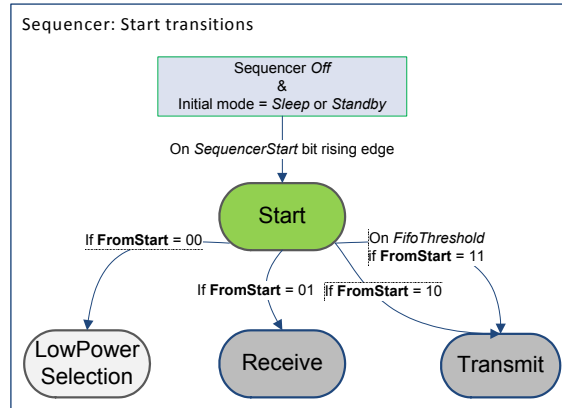 Sequencer: Start transitions
Sequencer Off
&
Initial mode = Sleep or Standby
On SequencerStart bit rising edge
Start
If FromStart = 00
On FifoThreshold
if FromStart = 11
If FromStart = 01
If FromStart = 10
LowPower
Selection
Receive
Transmit